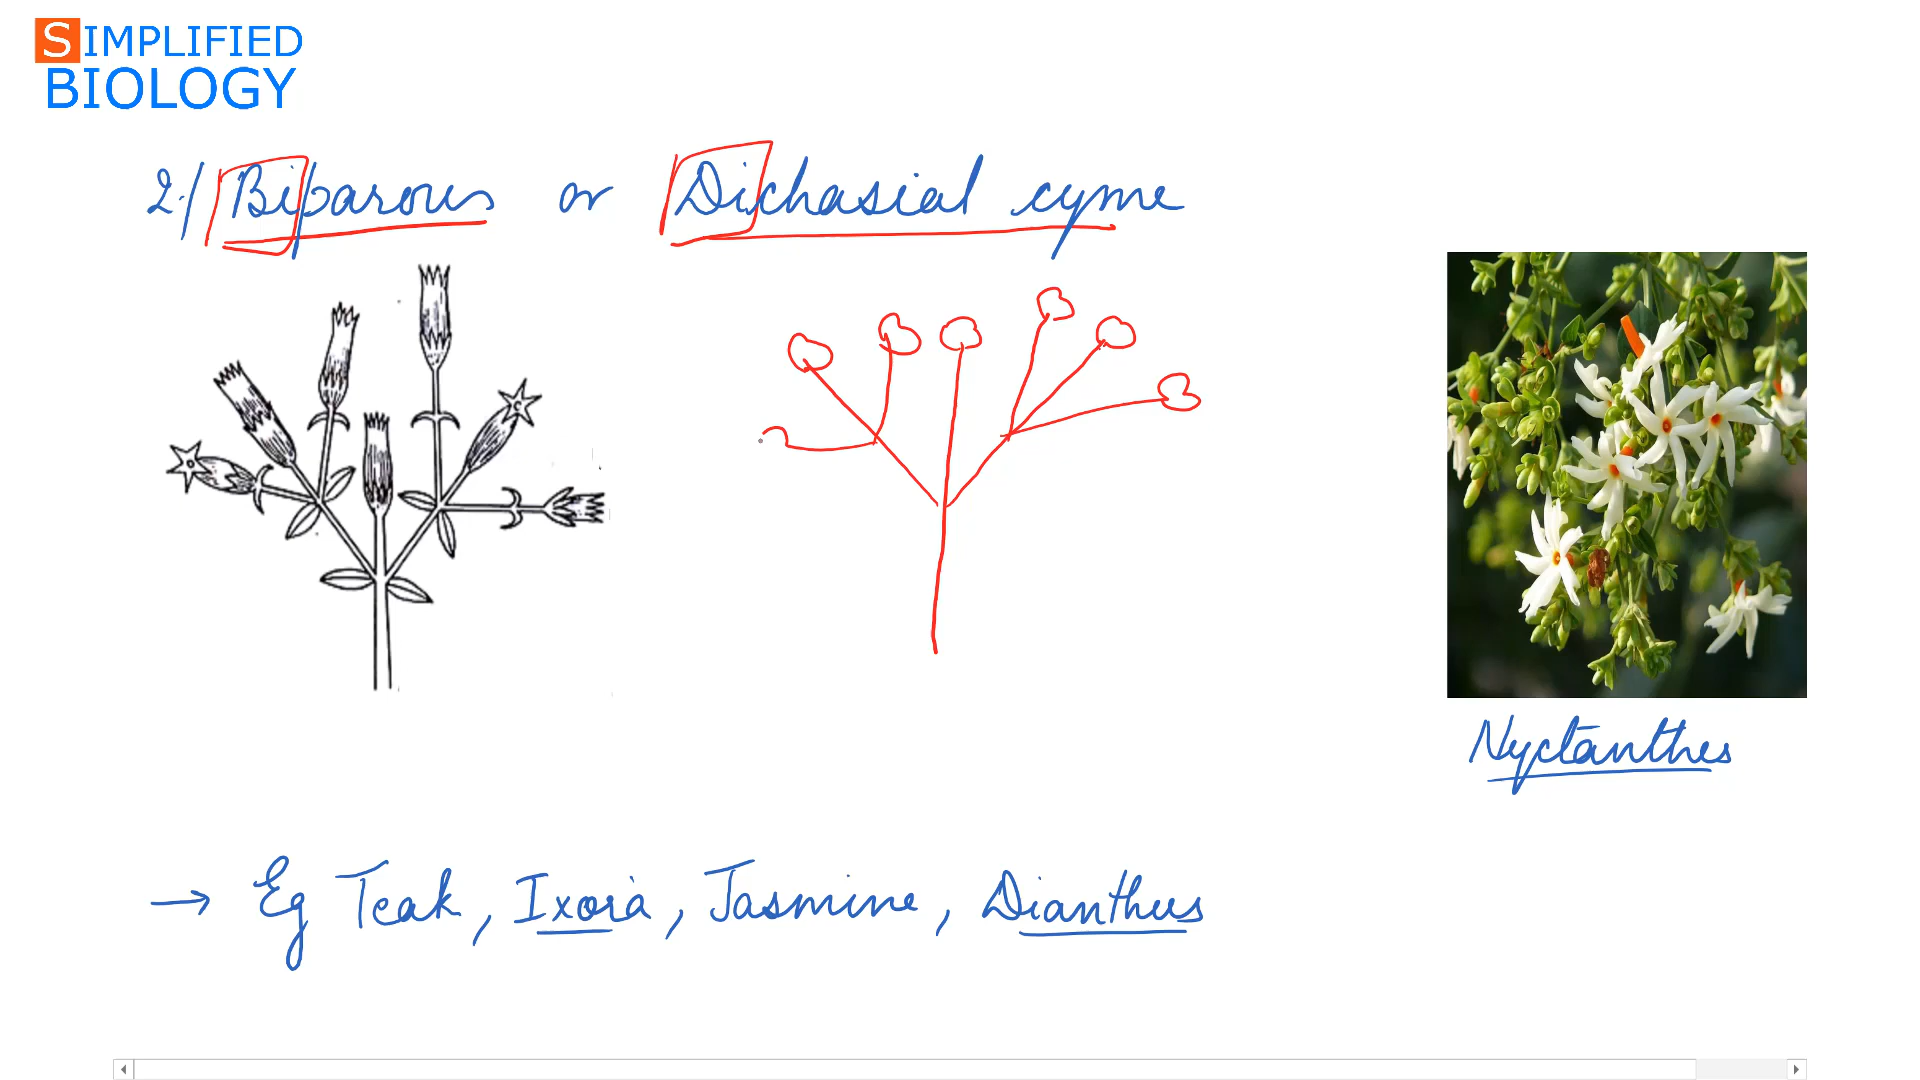 SIMPLIFIED
BIOLOGY
2./ Biparous or Dichasial cyme
Nyctanthes
→ Eg Teak, Ixora, Jasmine, Dianthus